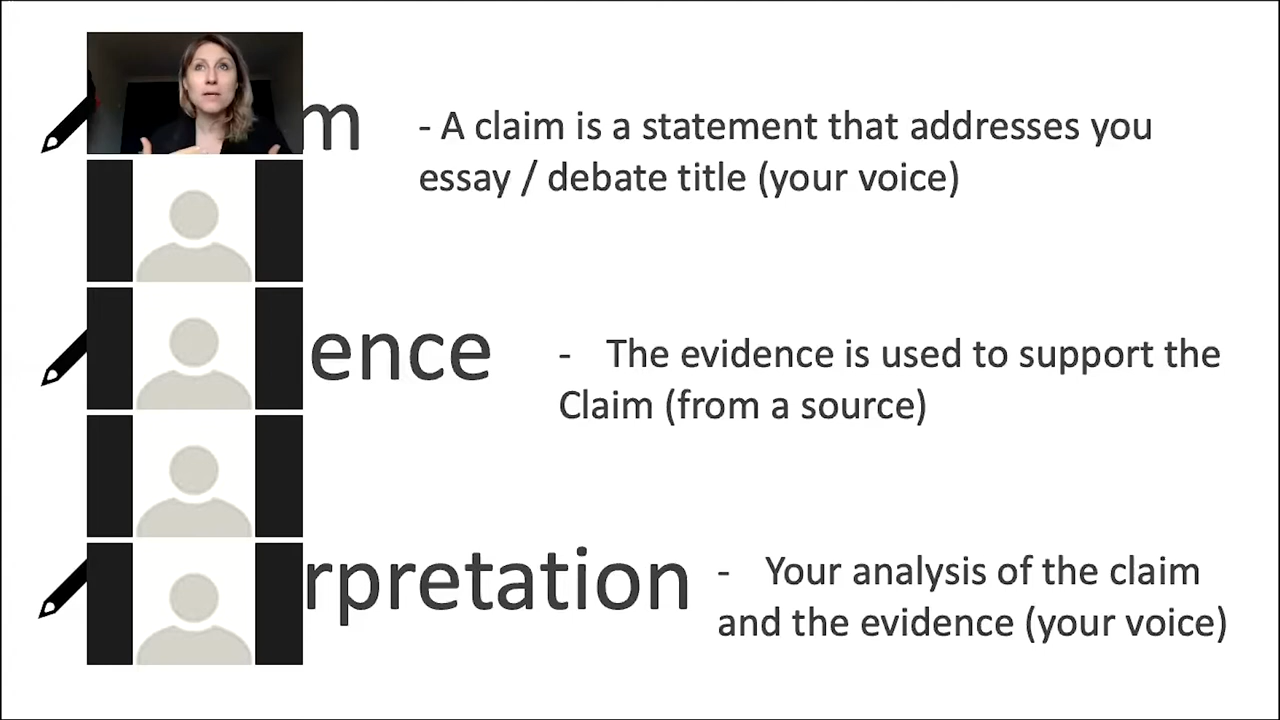 m
- A claim is a statement that addresses you
essay / debate title (your voice)
ence
- The evidence is used to support the
Claim (from a source)
rpretation
- Your analysis of the claim
and the evidence (your voice)